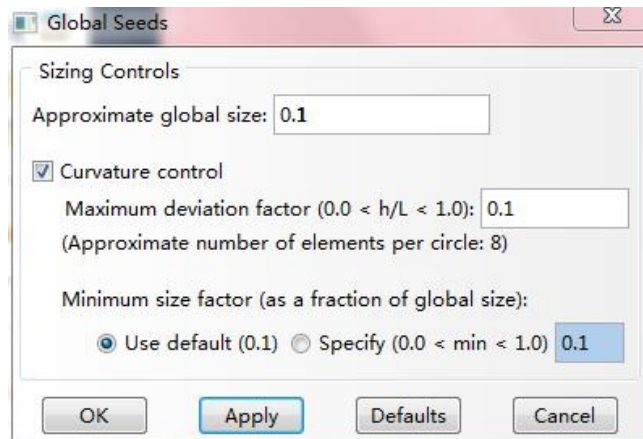 Global Seeds
Sizing Controls
Approximate global size: 0.1
Curvature control
Maximum deviation factor (0.0 < h/L < 1.0): 0.1
(Approximate number of elements per circle: 8)
Minimum size factor (as a fraction of global size):
Use default (0.1) Specify (0.0 < min < 1.0) 0.1
OK Apply Defaults Cancel